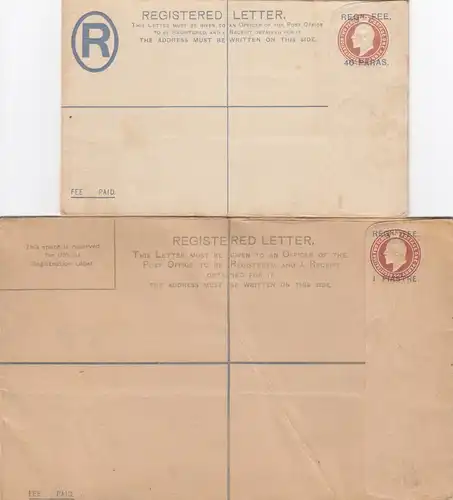 REGISTERED LETTER.
THIS LETTER MUST BE GIVEN TO AN OFFICER OF THE POST OFFICE
TO BE REGISTERED, AND A RECEIPT OBTAINED FOR IT.
THE ADDRESS MUST BE WRITTEN ON THIS SIDE.
R
REGN FEE.
40 PARAS.
FEE PAID.
This space is reserved
for Official
Registration Label
REGISTERED LETTER.
THIS LETTER MUST BE GIVEN TO AN OFFICER OF THE
POST OFFICE TO BE REGISTERED, AND A RECEIPT
OBTAINED FOR IT.
THE ADDRESS MUST BE WRITTEN ON THIS SIDE.
REGN FEE.
1 PIASTRE.
FEE PAID.